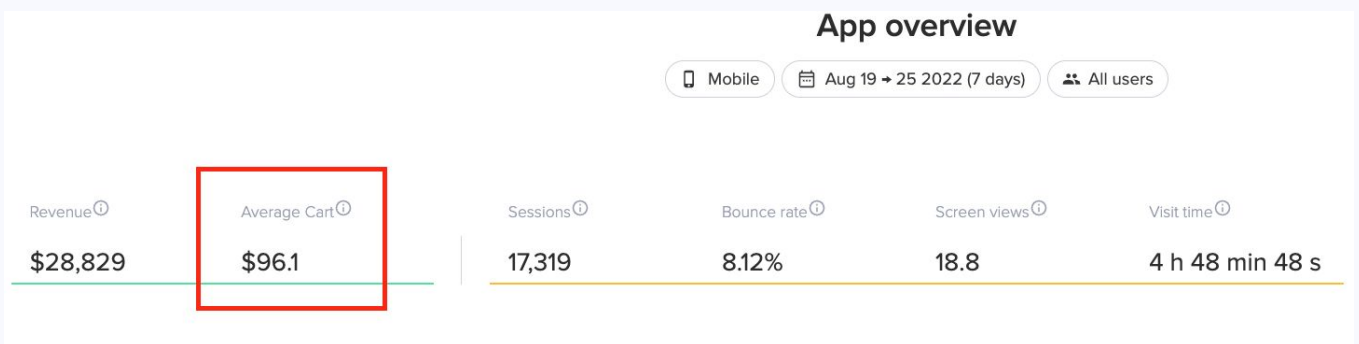 App overview
Mobile
Aug 19 → 25 2022 (7 days)
All users
Revenue
Average Cart
Sessions
Bounce rate
Screen views
Visit time
$28,829
$96.1
17,319
8.12%
18.8
4 h 48 min 48 s